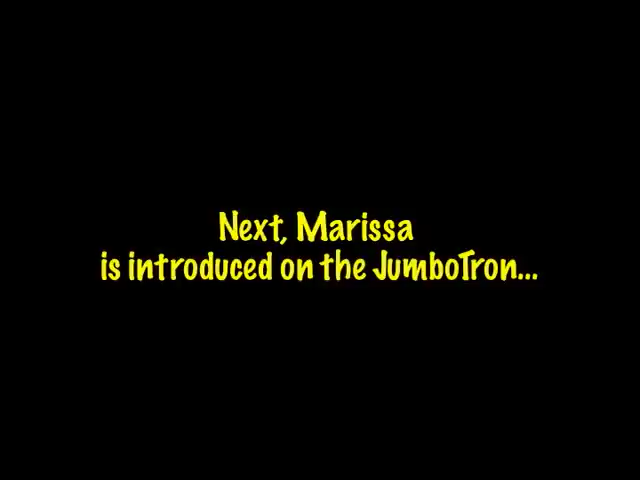 Next, Marissa
is introduced on the JumboTron...